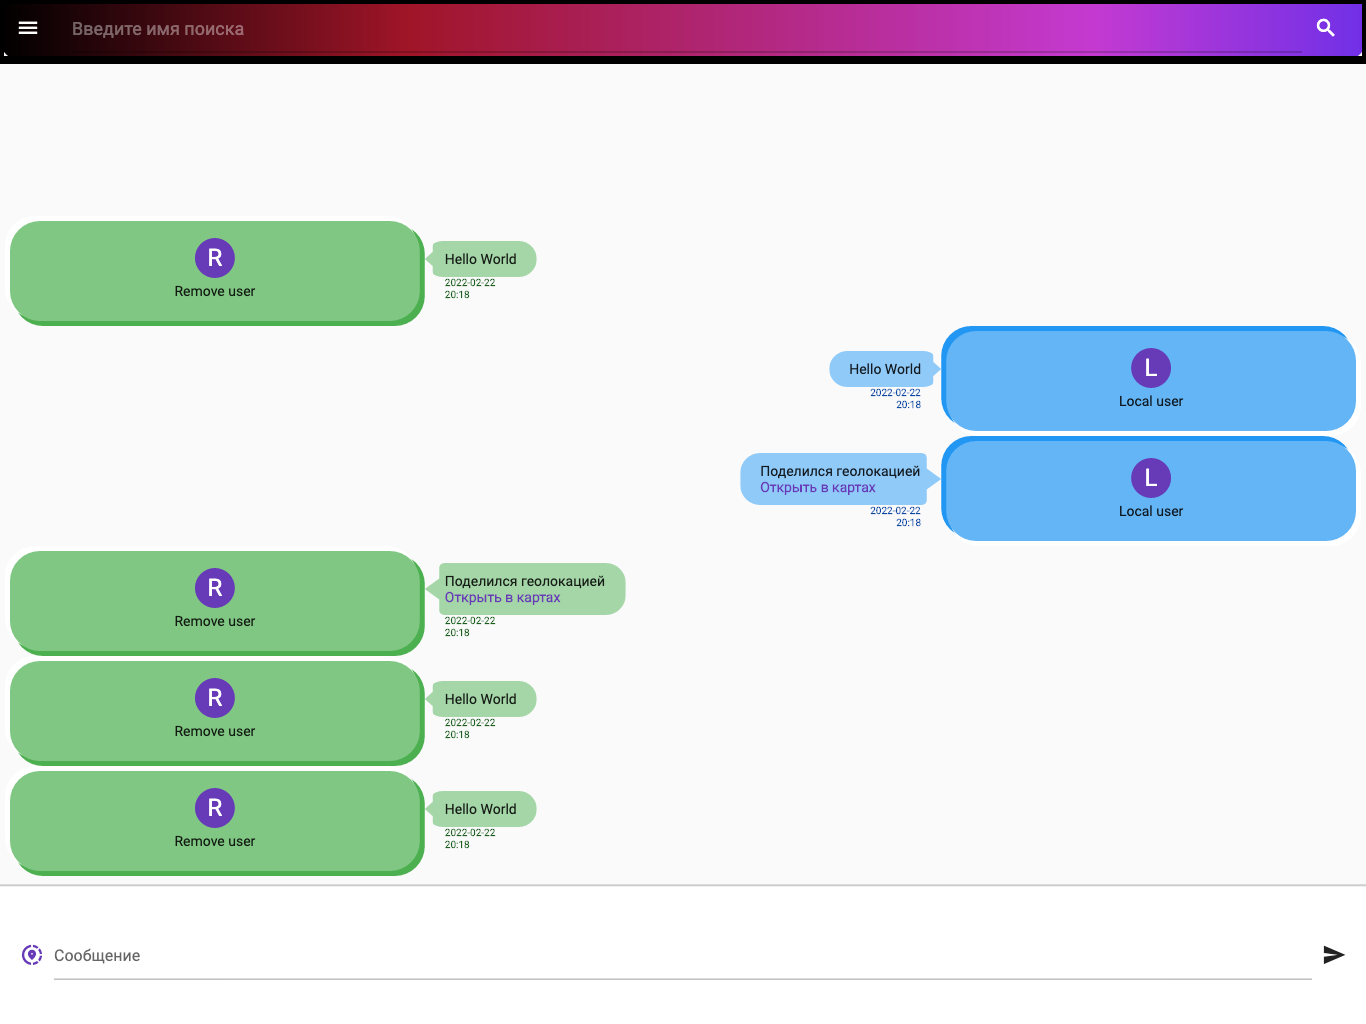 Введите имя поиска
R
Remove user
Hello World
2022-02-22
20:18
Hello World
2022-02-22
20:18
L
Local user
Поделился геолокацией
Открыть в картах
2022-02-22
20:18
L
Local user
R
Remove user
Поделился геолокацией
Открыть в картах
2022-02-22
20:18
R
Remove user
Hello World
2022-02-22
20:18
R
Remove user
Hello World
2022-02-22
20:18
Сообщение